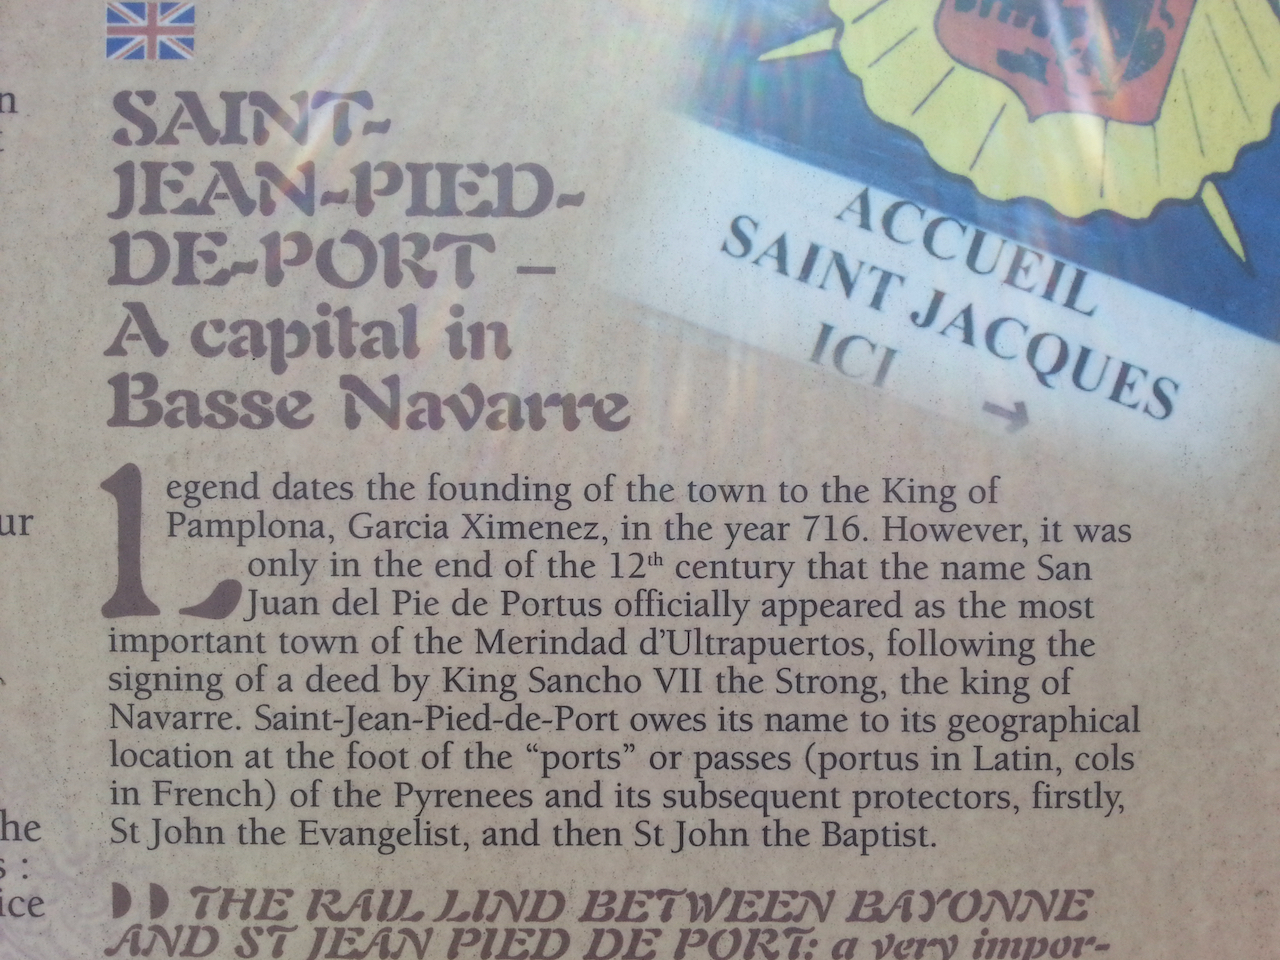 SAINT-
JEAN-PIED-
DE-PORT –
A capital in
Basse Navarre
ACCUEIL
SAINT JACQUES
ICI
→
Legend dates the founding of the town to the King of
Pamplona, Garcia Ximenez, in the year 716. However, it was
only in the end of the 12th century that the name San
Juan del Pie de Portus officially appeared as the most
important town of the Merindad d’Ultrapuertos, following the
signing of a deed by King Sancho VII the Strong, the king of
Navarre. Saint-Jean-Pied-de-Port owes its name to its geographical
location at the foot of the “ports” or passes (portus in Latin, cols
in French) of the Pyrenees and its subsequent protectors, firstly,
St John the Evangelist, and then St John the Baptist.
THE RAIL LIND BETWEEN BAYONNE
AND ST JEAN PIED DE PORT: a very impor-
ur
he
s :
ice